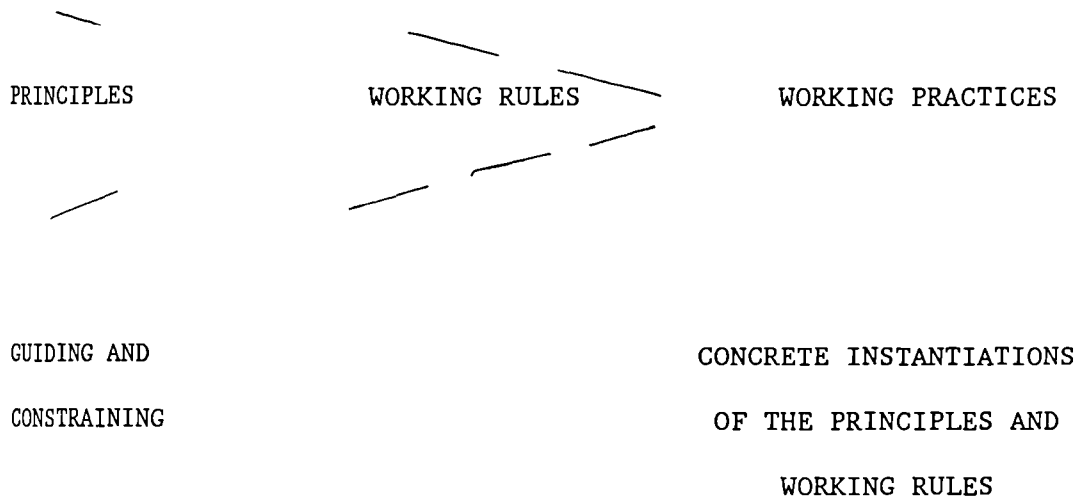 PRINCIPLES WORKING RULES WORKING PRACTICES
GUIDING AND CONCRETE INSTANTIATIONS
CONSTRAINING OF THE PRINCIPLES AND
WORKING RULES